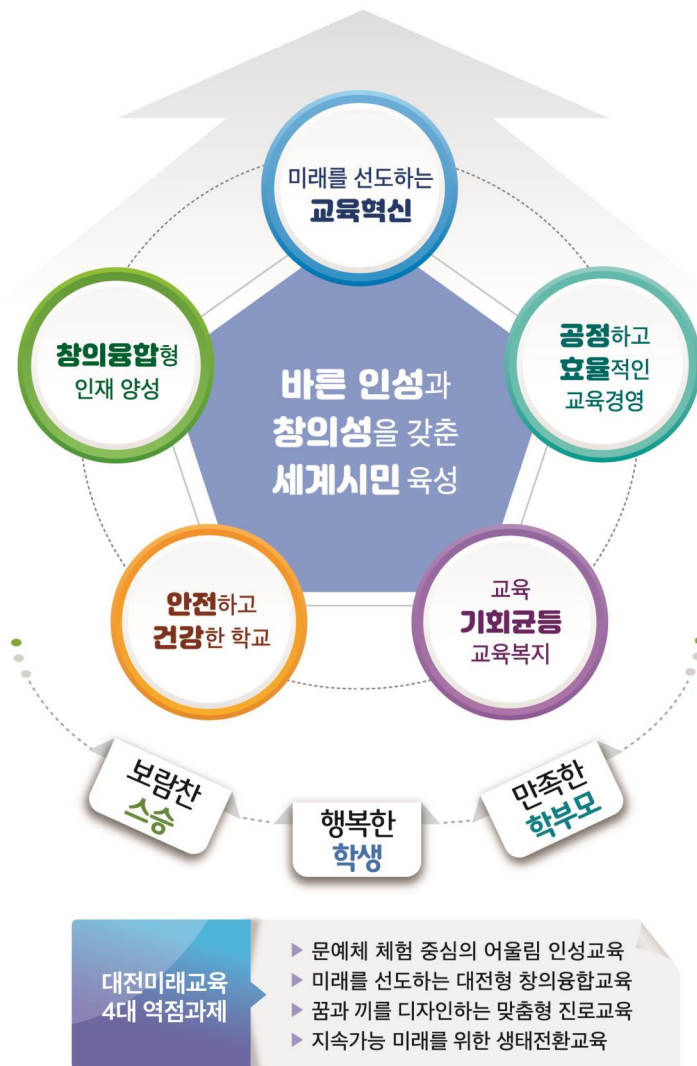 미래를 선도하는
교육혁신
창의융합형
인재 양성
공정하고
효율적인
교육경영
바른 인성과
창의성을 갖춘
세계시민 육성
안전하고
건강한 학교
교육
기회균등
교육복지
보람찬
스승
행복한
학생
만족한
학부모
대전미래교육
4대 역점과제
▶ 문예체 체험 중심의 어울림 인성교육
▶ 미래를 선도하는 대전형 창의융합교육
▶ 꿈과 끼를 디자인하는 맞춤형 진로교육
▶ 지속가능 미래를 위한 생태전환교육